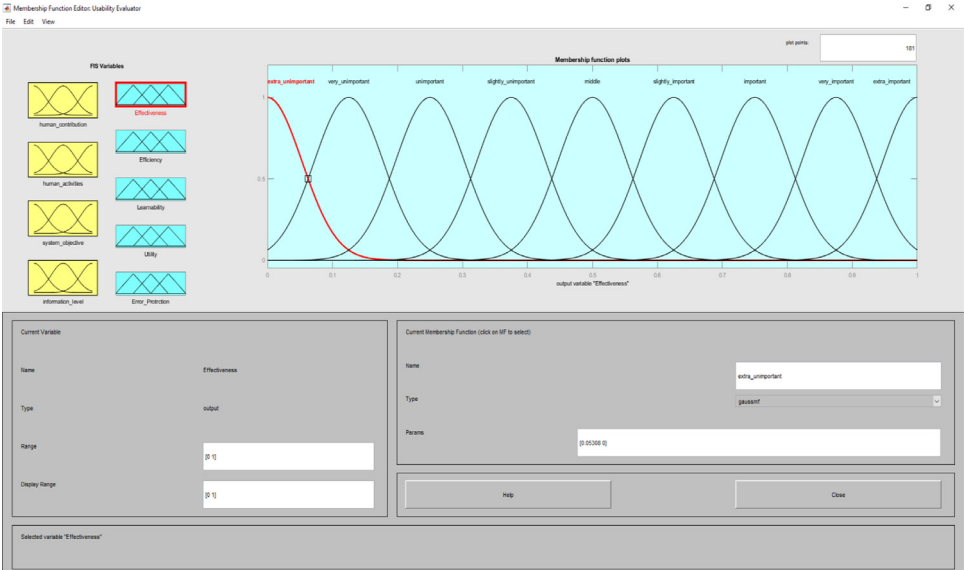 Membership Function Editor: Usability Evaluator
File Edit View
plot points: 181
FIS Variables
Membership function plots
extra_unimportant very_unimportant unimportant slightly_unimportant middle slightly_important important very_important extra_important
human_contribution
Effectiveness
human_activities
Efficiency
Learnability
system_objective
Utility
information_level
Error_Protrction
1
0.5
0
0 0.1 0.2 0.3 0.4 0.5 0.6 0.7 0.8 0.9 1
output variable "Effectiveness"
Current Variable
Name Effectiveness
Type output
Range [0 1]
Display Range [0 1]
Current Membership Function (click on MF to select)
Name extra_unimportant
Type gaussmf
Params [0.05308 0]
Help Close
Selected variable "Effectiveness"